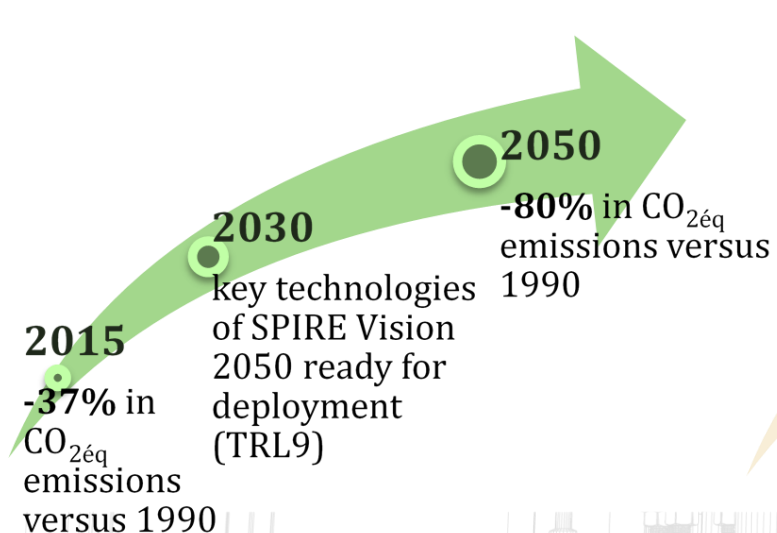 2015
-37% in
CO2éq
emissions
versus 1990
2030
key technologies
of SPIRE Vision
2050 ready for
deployment
(TRL9)
2050
-80% in CO2éq
emissions versus
1990